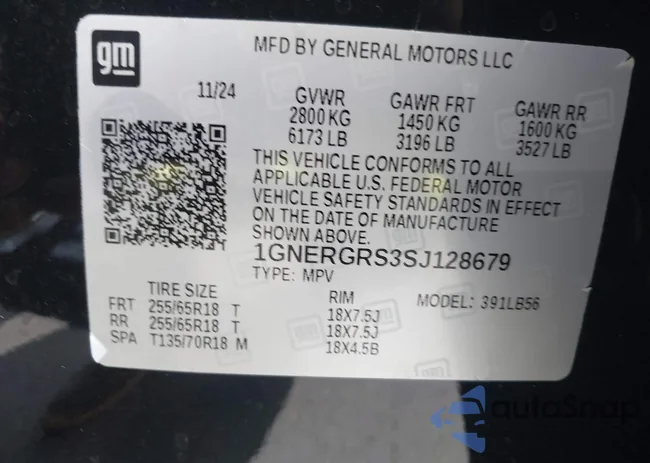 gm
MFD BY GENERAL MOTORS LLC
11/24 GVWR GAWR FRT GAWR RR
2800 KG 1450 KG 1600 KG
6173 LB 3196 LB 3527 LB
THIS VEHICLE CONFORMS TO ALL
APPLICABLE U.S. FEDERAL MOTOR
VEHICLE SAFETY STANDARDS IN EFFECT
ON THE DATE OF MANUFACTURE
SHOWN ABOVE.
1GNERGRS3SJ128679
TYPE: MPV
TIRE SIZE RIM MODEL: 391LB56
FRT 255/65R18 T 18X7.5J
RR 255/65R18 T 18X7.5J
SPA T135/70R18 M 18X4.5B
autoSnap